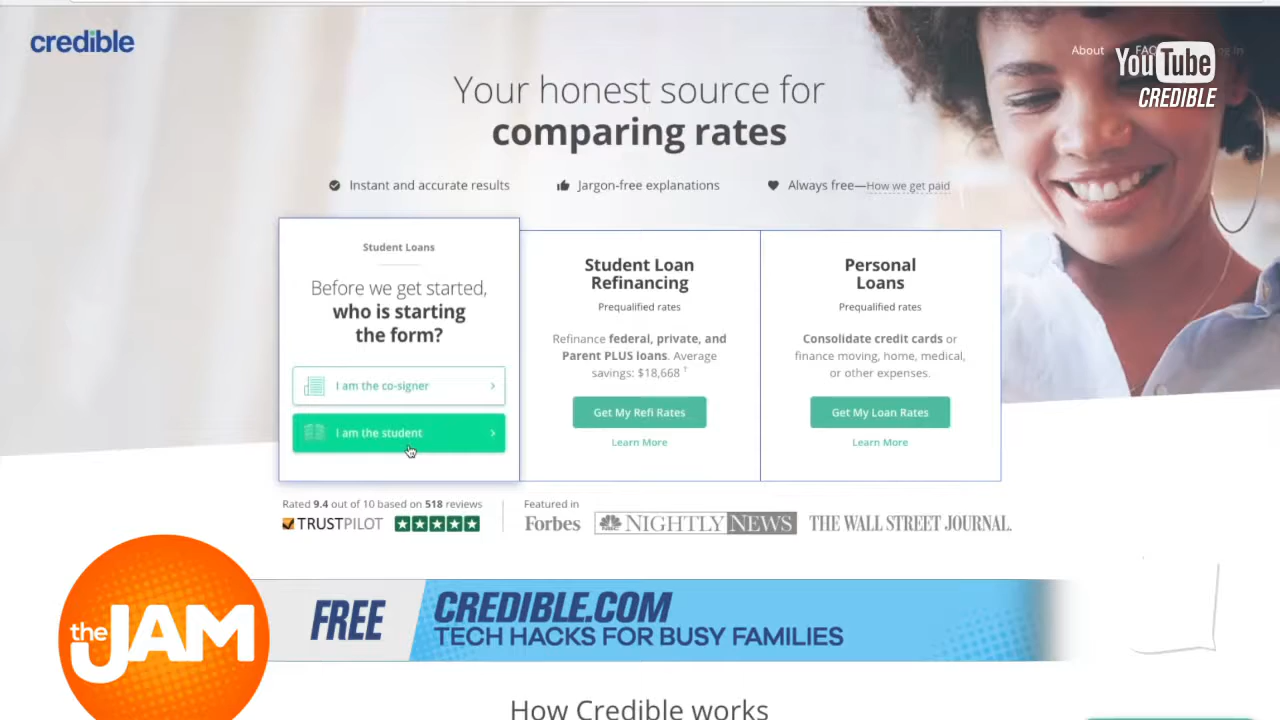 credible
About
FAQ
Log In
YouTube
CREDIBLE
Your honest source for
comparing rates
Instant and accurate results
Jargon-free explanations
Always free—How we get paid
Student Loans
Before we get started,
who is starting
the form?
I am the co-signer
I am the student
Student Loan
Refinancing
Prequalified rates
Refinance federal, private, and
Parent PLUS loans. Average
savings: $18,668 †
Get My Refi Rates
Learn More
Personal
Loans
Prequalified rates
Consolidate credit cards or
finance moving, home, medical,
or other expenses.
Get My Loan Rates
Learn More
Rated 9.4 out of 10 based on 518 reviews
TRUSTPILOT
Featured in
Forbes
NBC NIGHTLY NEWS
THE WALL STREET JOURNAL.
the JAM
FREE
CREDIBLE.COM
TECH HACKS FOR BUSY FAMILIES
How Credible works